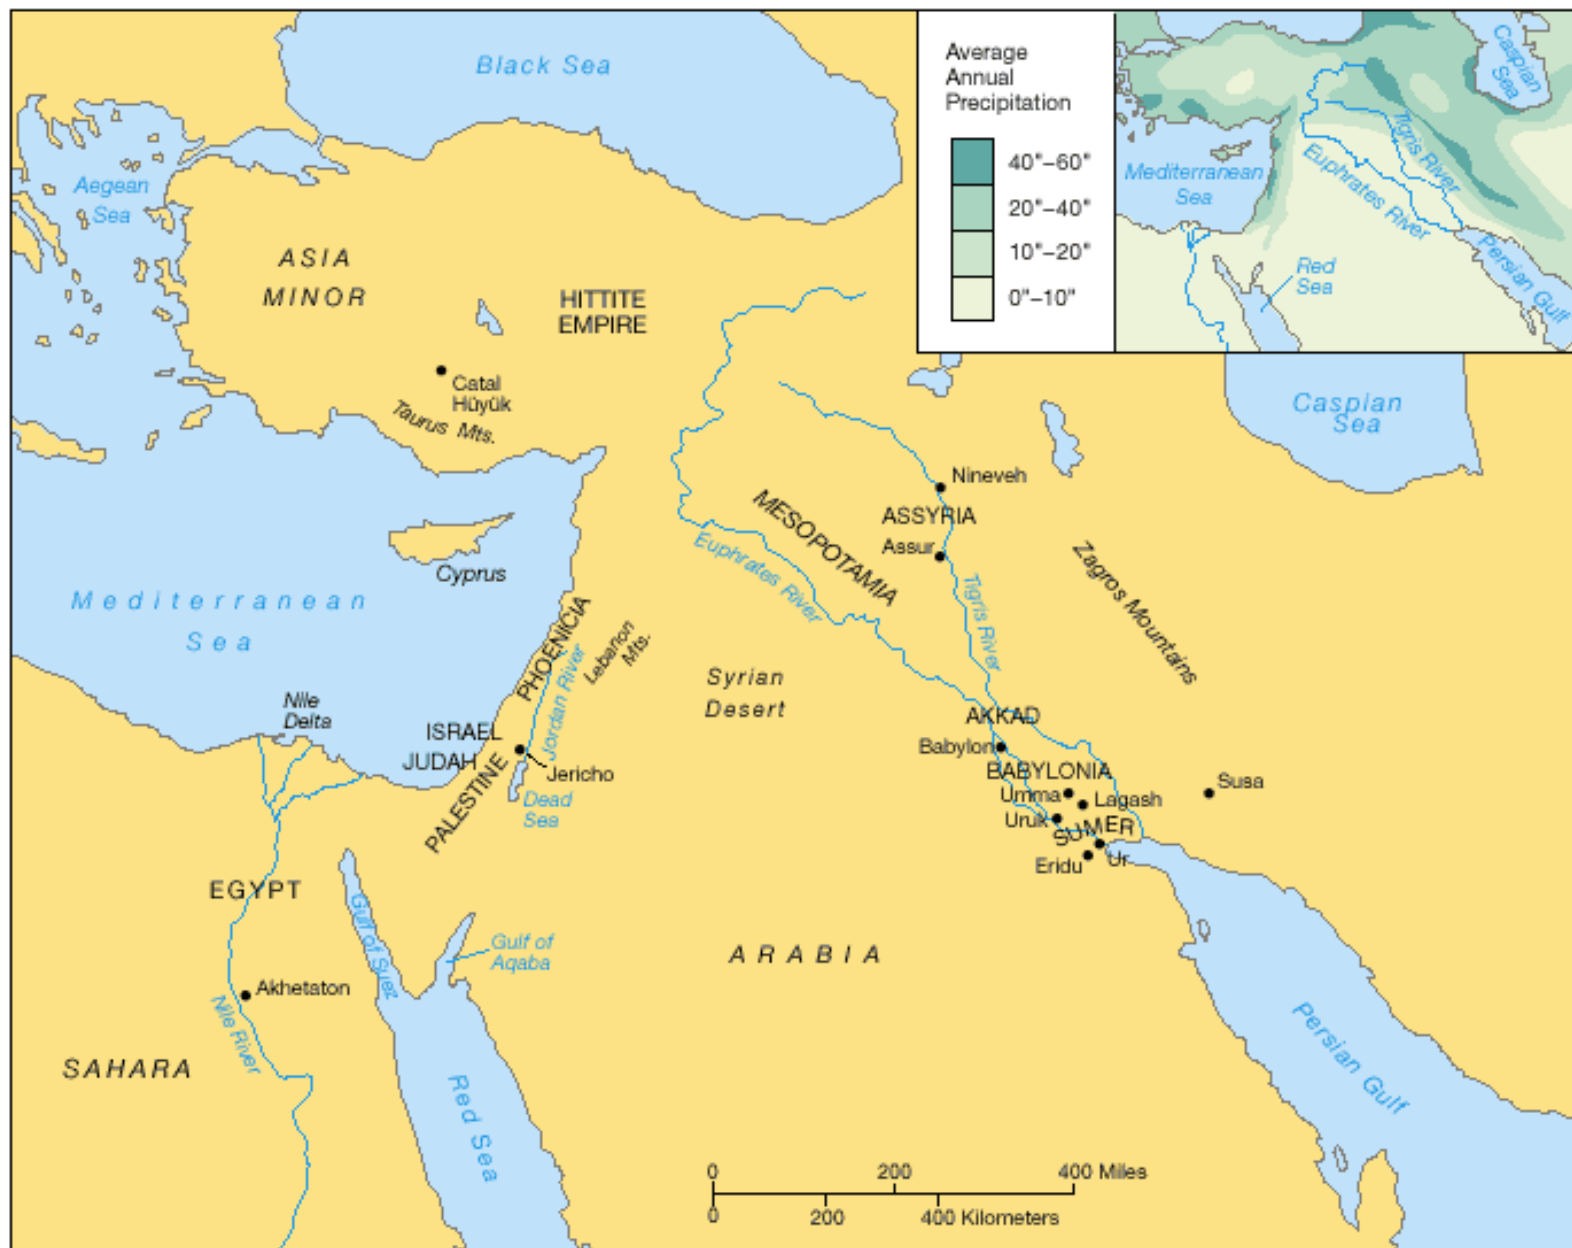 Black Sea
Average
Annual
Precipitation
40"–60"
20"–40"
10"–20"
0"–10"
Caspian
Sea
Tigris River
Euphrates River
Mediterranean
Sea
Red
Sea
Persian Gulf
Aegean
Sea
ASIA
MINOR
HITTITE
EMPIRE
Catal
Hüyük
Taurus Mts.
Caspian
Sea
Nineveh
ASSYRIA
Assur
MESOPOTAMIA
Euphrates River
Tigris River
Zagros Mountains
Cyprus
Mediterranean
Sea
PHOENICIA
Lebanon
Mts.
Jordan River
Syrian
Desert
Nile
Delta
ISRAEL
JUDAH
PALESTINE
Jericho
Dead
Sea
AKKAD
Babylon
BABYLONIA
Umma
Lagash
Susa
Uruk
SUMER
Eridu
Ur
EGYPT
Gulf of Suez
Gulf of
Aqaba
ARABIA
Akhetaton
Nile River
SAHARA
Red Sea
Persian Gulf
0 200 400 Miles
0 200 400 Kilometers